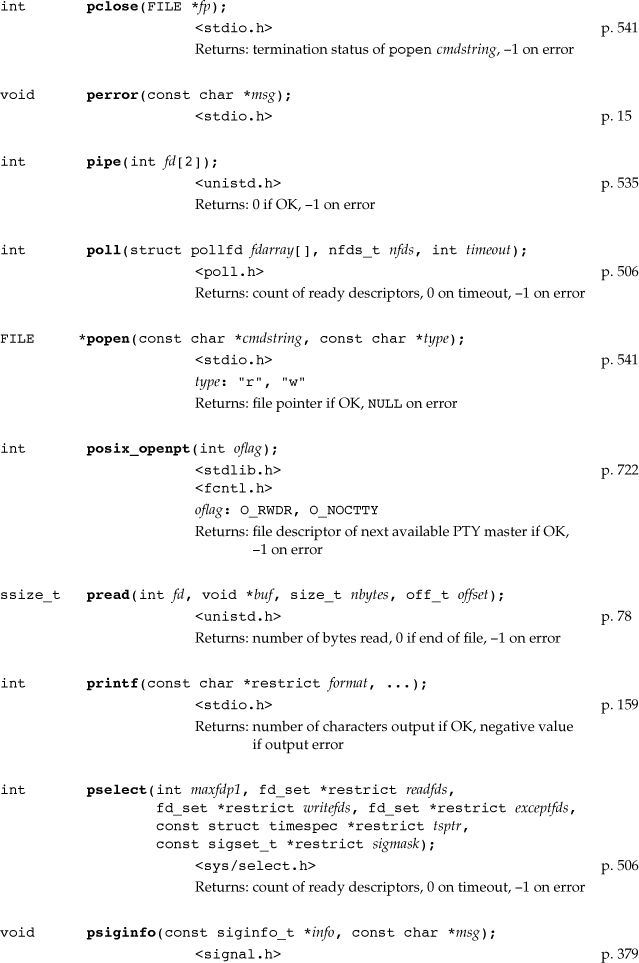 int pclose(FILE *fp);
<stdio.h> p. 541
Returns: termination status of popen cmdstring, –1 on error
void perror(const char *msg);
<stdio.h> p. 15
int pipe(int fd[2]);
<unistd.h> p. 535
Returns: 0 if OK, –1 on error
int poll(struct pollfd fdarray[], nfds_t nfds, int timeout);
<poll.h> p. 506
Returns: count of ready descriptors, 0 on timeout, –1 on error
FILE *popen(const char *cmdstring, const char *type);
<stdio.h> p. 541
type: "r", "w"
Returns: file pointer if OK, NULL on error
int posix_openpt(int oflag);
<stdlib.h> p. 722
<fcntl.h>
oflag: O_RWDR, O_NOCTTY
Returns: file descriptor of next available PTY master if OK,
–1 on error
ssize_t pread(int fd, void *buf, size_t nbytes, off_t offset);
<unistd.h> p. 78
Returns: number of bytes read, 0 if end of file, –1 on error
int printf(const char *restrict format, ...);
<stdio.h> p. 159
Returns: number of characters output if OK, negative value
if output error
int pselect(int maxfdp1, fd_set *restrict readfds,
fd_set *restrict writefds, fd_set *restrict exceptfds,
const struct timespec *restrict tsptr,
const sigset_t *restrict sigmask);
<sys/select.h> p. 506
Returns: count of ready descriptors, 0 on timeout, –1 on error
void psiginfo(const siginfo_t *info, const char *msg);
<signal.h> p. 379